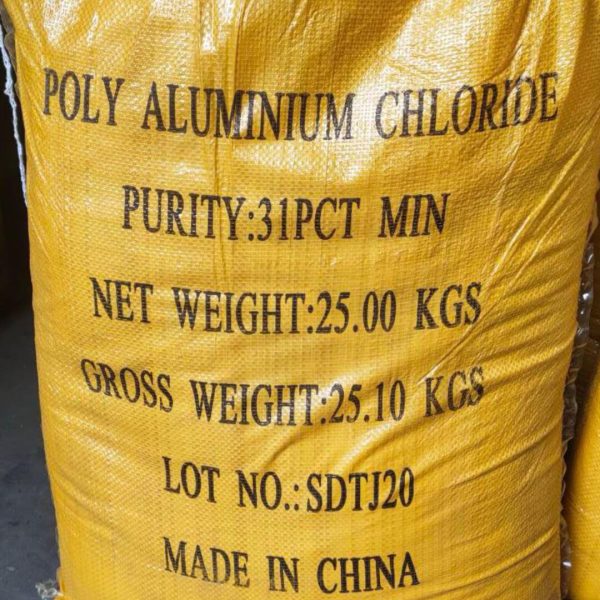 POLY ALUMINIUM CHLORIDE
PURITY:31PCT MIN
NET WEIGHT:25.00 KGS
GROSS WEIGHT:25.10 KGS
LOT NO.:SDTJ20
MADE IN CHINA